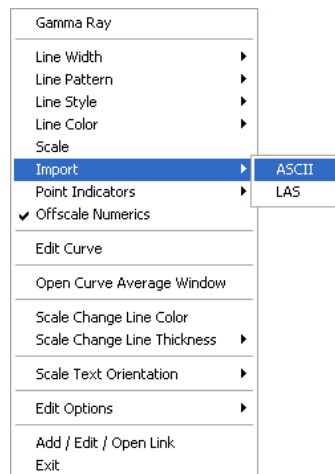 Gamma Ray
Line Width
Line Pattern
Line Style
Line Color
Scale
Import
ASCII
Point Indicators
LAS
Offscale Numerics
Edit Curve
Open Curve Average Window
Scale Change Line Color
Scale Change Line Thickness
Scale Text Orientation
Edit Options
Add / Edit / Open Link
Exit